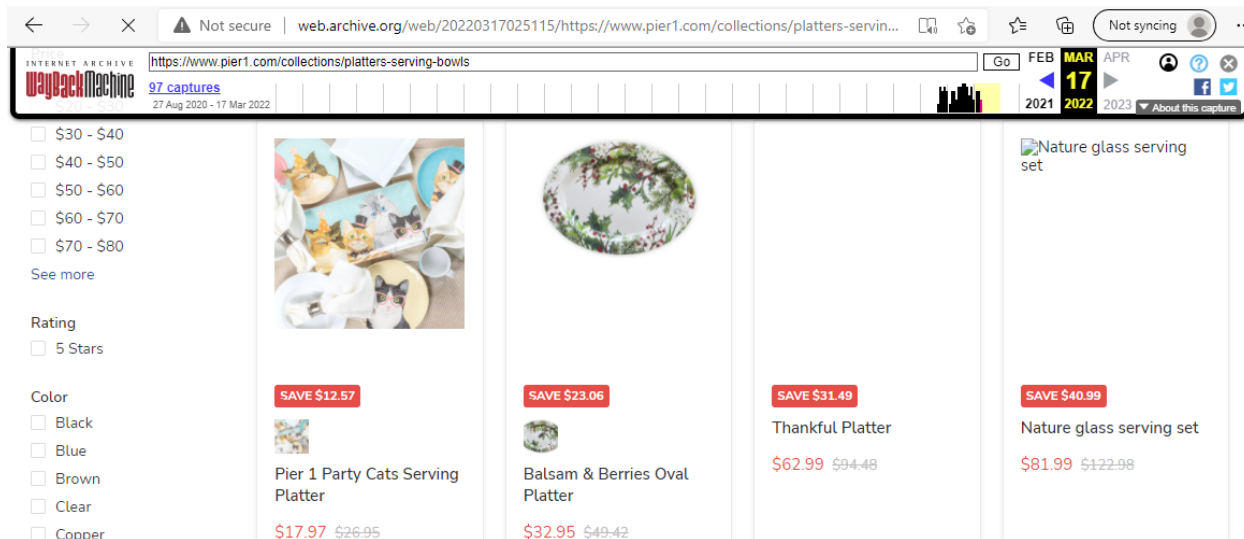 Not secure | web.archive.org/web/20220317025115/https://www.pier1.com/collections/platters-servin...
Not syncing
INTERNET ARCHIVE
WayBackMachine
https://www.pier1.com/collections/platters-serving-bowls
Go
FEB MAR APR
97 captures
17
27 Aug 2020 - 17 Mar 2022
2021 2022 2023
About this capture
Price
$20 - $30
$30 - $40
$40 - $50
$50 - $60
$60 - $70
$70 - $80
See more
Rating
5 Stars
Color
Black
Blue
Brown
Clear
Copper
SAVE $12.57
Pier 1 Party Cats Serving
Platter
$17.97 $26.95
SAVE $23.06
Balsam & Berries Oval
Platter
$32.95 $49.42
SAVE $31.49
Thankful Platter
$62.99 $94.48
Nature glass serving
set
SAVE $40.99
Nature glass serving set
$81.99 $122.98